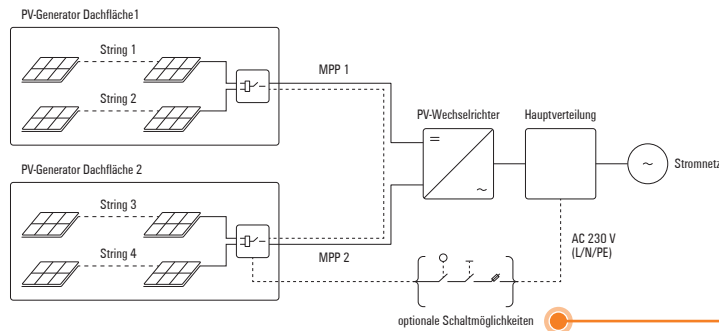 PV-Generator Dachfläche1
String 1
String 2
MPP 1
PV-Wechselrichter
Hauptverteilung
=
~
~
Stromnetz
PV-Generator Dachfläche 2
String 3
String 4
MPP 2
AC 230 V
(L/N/PE)
optionale Schaltmöglichkeiten